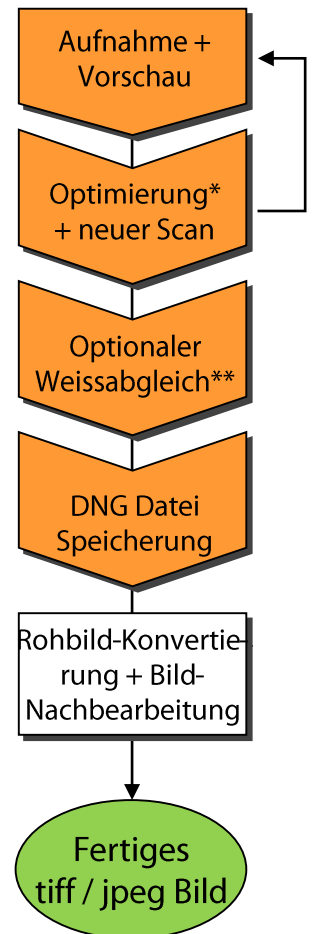 Aufnahme +
Vorschau
Optimierung*
+ neuer Scan
Optionaler
Weissabgleich**
DNG Datei
Speicherung
Rohbild-Konvertie-
rung + Bild-
Nachbearbeitung
Fertiges
tiff / jpeg Bild